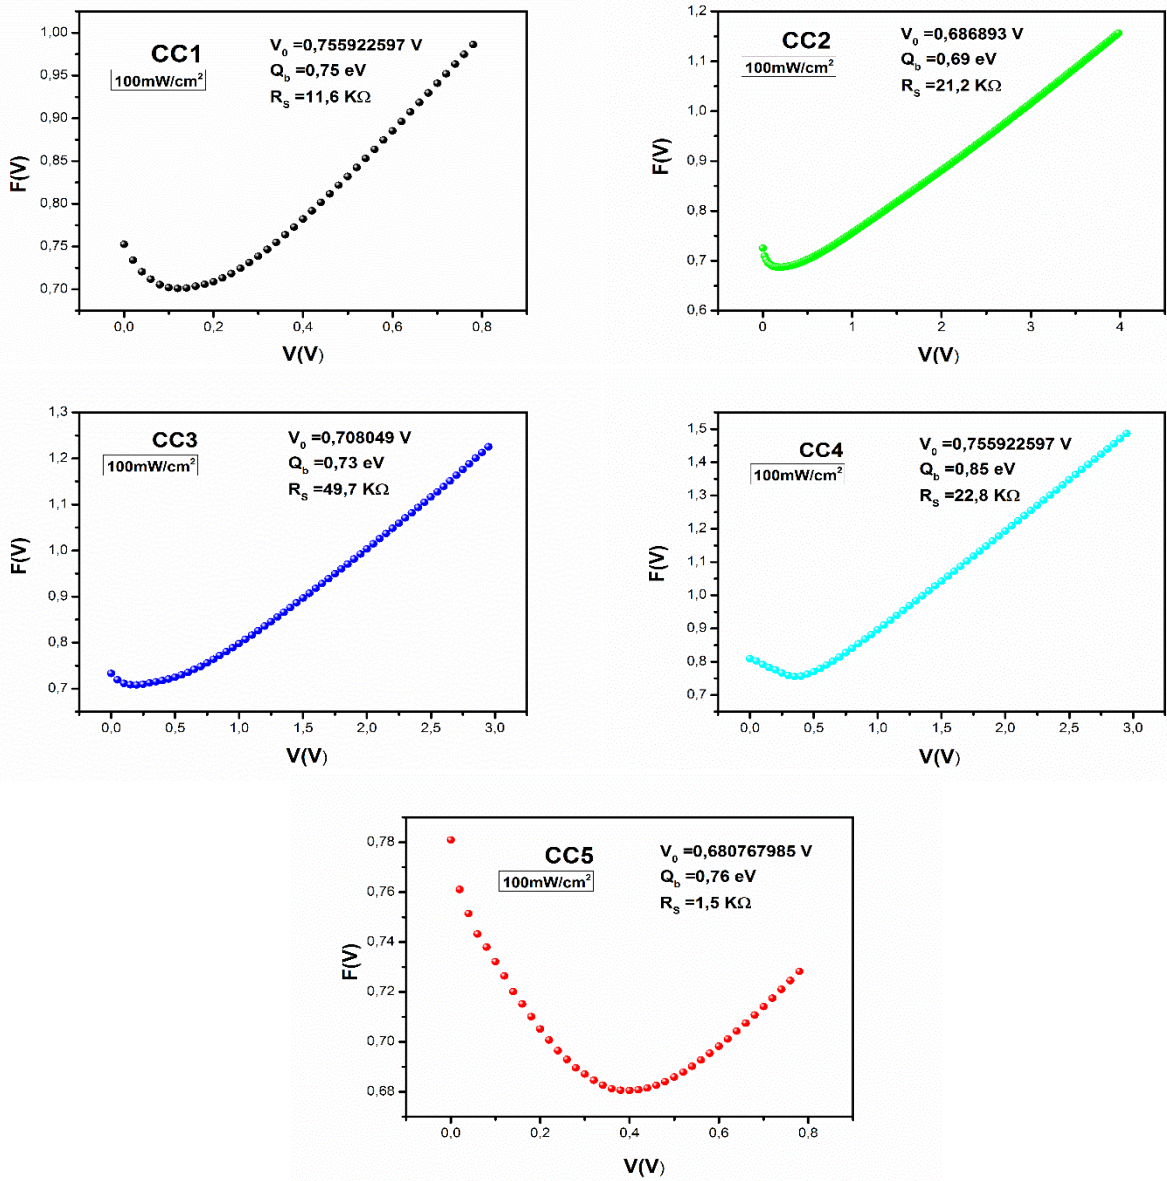 CC1
100mW/cm²
V₀ =0,755922597 V
Q_b =0,75 eV
R_S =11,6 KΩ
1,00
0,95
0,90
0,85
0,80
0,75
0,70
F(V)
0,0 0,2 0,4 0,6 0,8
V(V)
CC2
100mW/cm²
V₀ =0,686893 V
Q_b =0,69 eV
R_S =21,2 KΩ
1,2
1,1
1,0
0,9
0,8
0,7
0,6
F(V)
0 1 2 3 4
V(V)
CC3
100mW/cm²
V₀ =0,708049 V
Q_b =0,73 eV
R_S =49,7 KΩ
1,3
1,2
1,1
1,0
0,9
0,8
0,7
F(V)
0,0 0,5 1,0 1,5 2,0 2,5 3,0
V(V)
CC4
100mW/cm²
V₀ =0,755922597 V
Q_b =0,85 eV
R_S =22,8 KΩ
1,5
1,4
1,3
1,2
1,1
1,0
0,9
0,8
0,7
F(V)
0,0 0,5 1,0 1,5 2,0 2,5 3,0
V(V)
CC5
100mW/cm²
V₀ =0,680767985 V
Q_b =0,76 eV
R_S =1,5 KΩ
0,78
0,76
0,74
0,72
0,70
0,68
F(V)
0,0 0,2 0,4 0,6 0,8
V(V)